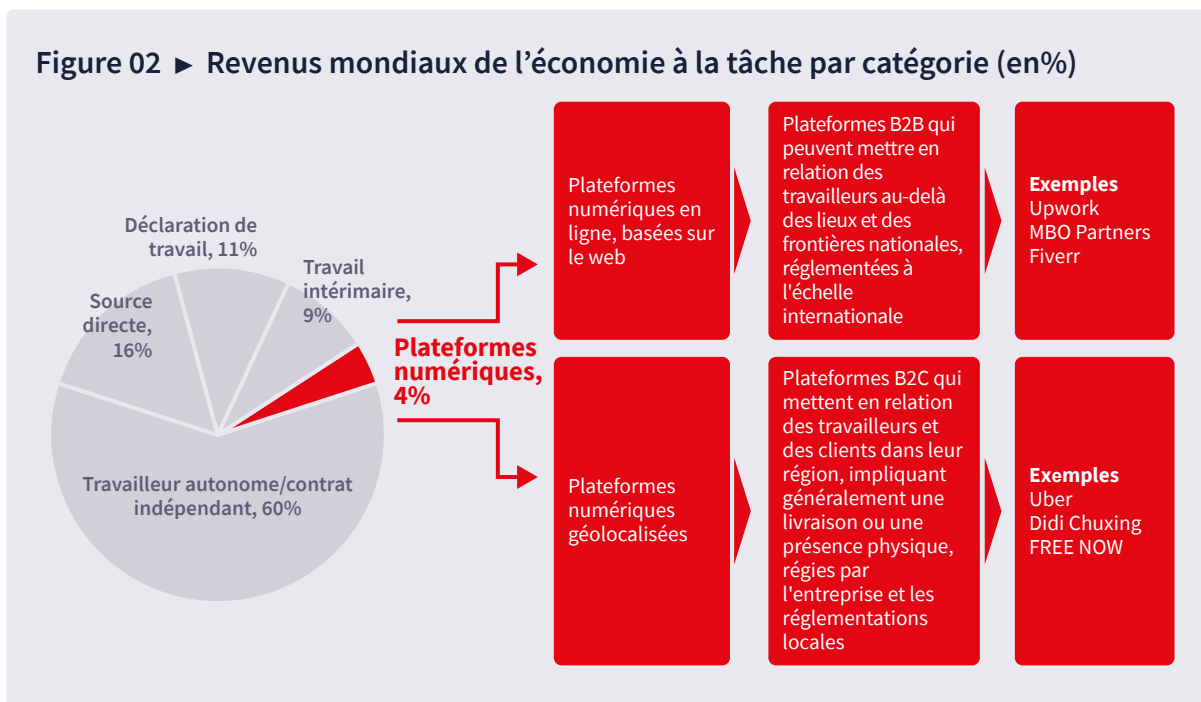 Figure 02 ► Revenus mondiaux de l’économie à la tâche par catégorie (en%)
Déclaration de
travail, 11%
Travail
intérimaire,
9%
Source
directe,
16%
Plateformes
numériques,
4%
Travailleur autonome/contrat
indépendant, 60%
Plateformes
numériques en
ligne, basées sur
le web
Plateformes B2B qui
peuvent mettre en
relation des
travailleurs au-delà
des lieux et des
frontières nationales,
réglementées à
l'échelle
internationale
Exemples
Upwork
MBO Partners
Fiverr
Plateformes
numériques
géolocalisées
Plateformes B2C qui
mettent en relation
des travailleurs et
des clients dans leur
région, impliquant
généralement une
livraison ou une
présence physique,
régies par
l'entreprise et les
réglementations
locales
Exemples
Uber
Didi Chuxing
FREE NOW